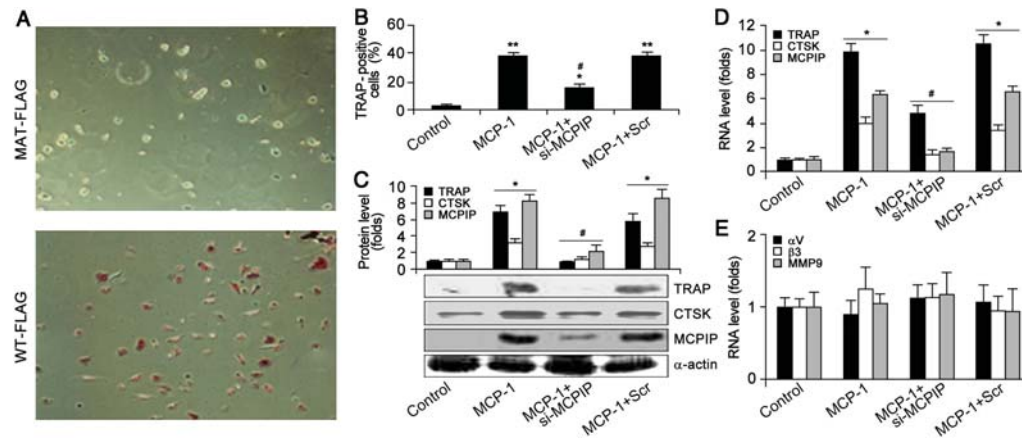 A
MAT-FLAG
WT-FLAG
B
TRAP-positive
cells (%)
60
40
20
0
**
#
*
**
Control
MCP-1
MCP-1+
si-MCPIP
MCP-1+Scr
C
TRAP
CTSK
MCPIP
Protein level
(folds)
10
8
6
4
2
0
*
#
*
TRAP
CTSK
MCPIP
α-actin
Control
MCP-1
MCP-1+
si-MCPIP
MCP-1+Scr
D
TRAP
CTSK
MCPIP
RNA level (folds)
12
10
8
6
4
2
0
*
#
*
Control
MCP-1
MCP-1+
si-MCPIP
MCP-1+Scr
E
αV
β3
MMP9
RNA level (folds)
2
1
0
Control
MCP-1
MCP-1+
si-MCPIP
MCP-1+Scr